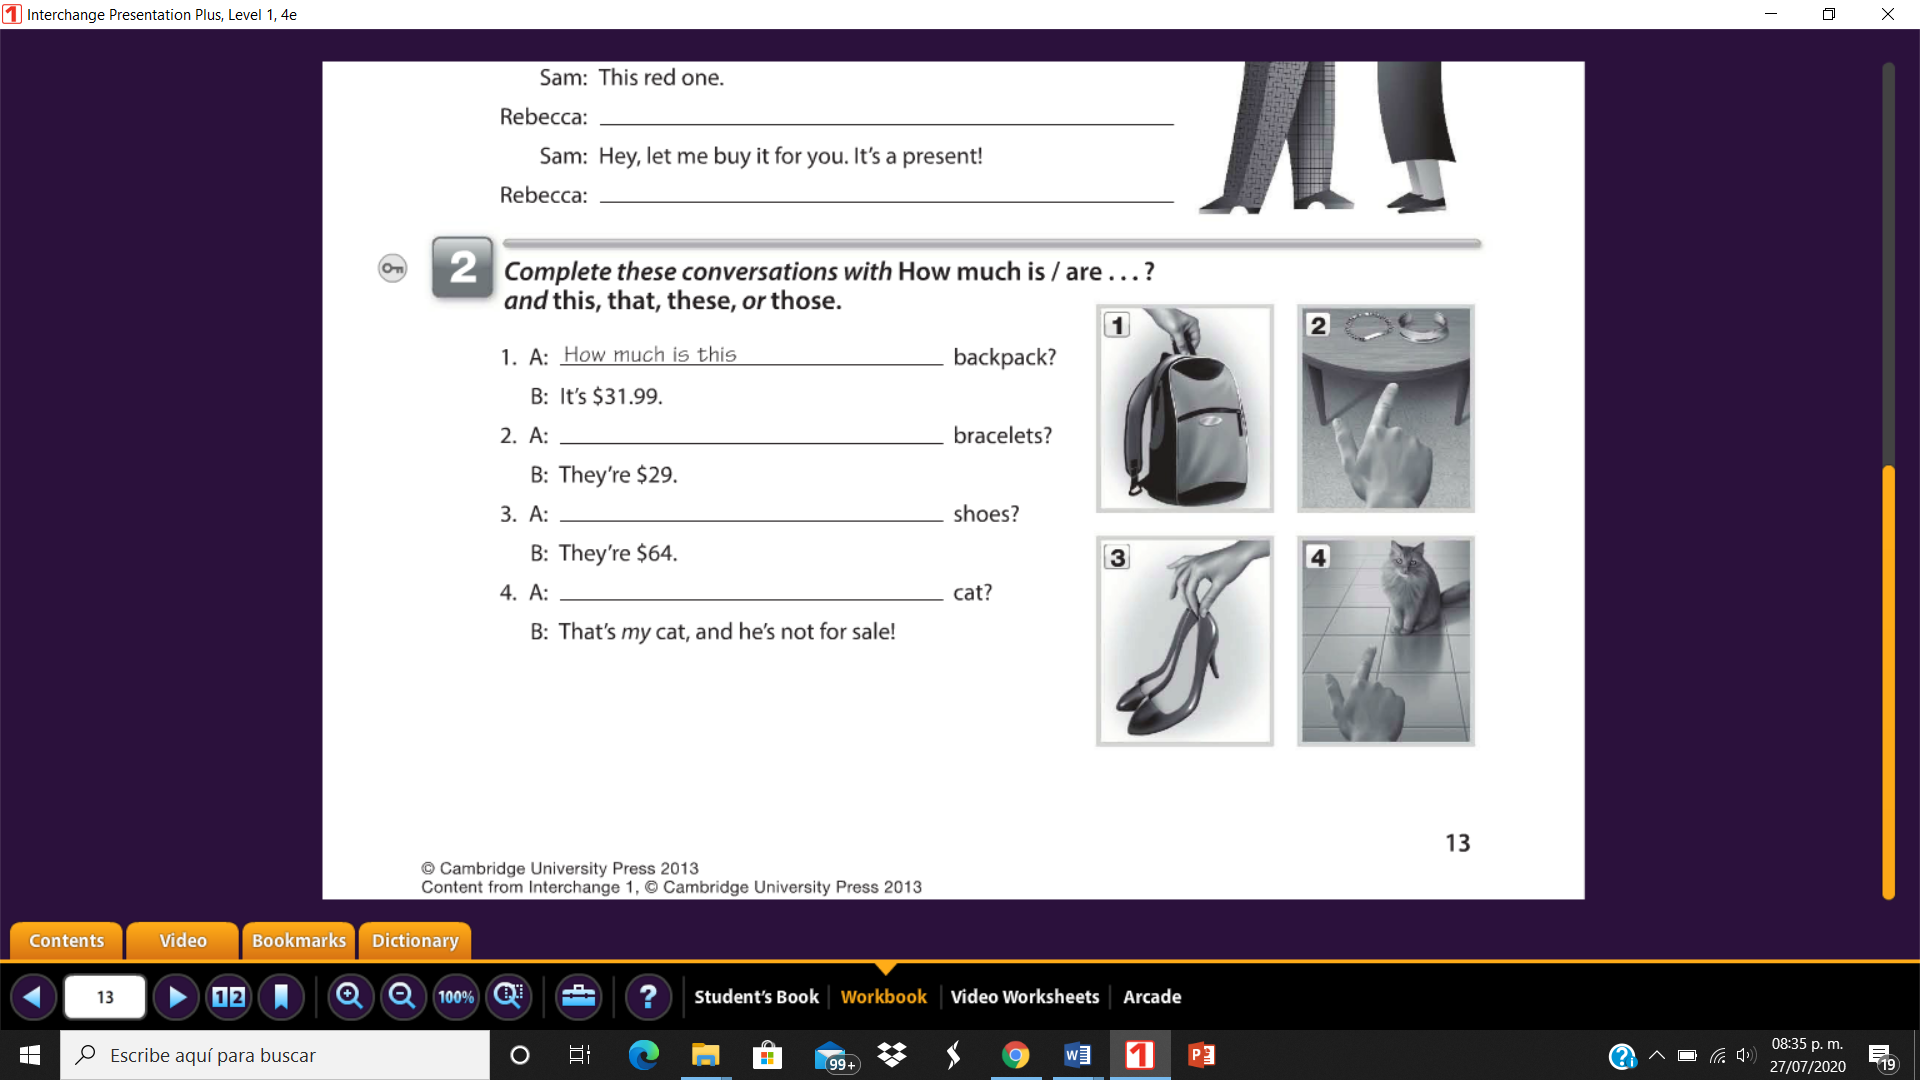 Interchange Presentation Plus, Level 1, 4e
Sam: This red one.
Rebecca:
Sam: Hey, let me buy it for you. It's a present!
Rebecca:
2 Complete these conversations with How much is / are . . . ?
and this, that, these, or those.
1. A: How much is this backpack?
B: It's $31.99.
2. A: bracelets?
B: They're $29.
3. A: shoes?
B: They're $64.
4. A: cat?
B: That's my cat, and he's not for sale!
1
2
3
4
13
© Cambridge University Press 2013
Content from Interchange 1, © Cambridge University Press 2013
Contents Video Bookmarks Dictionary
13 12 100% ? Student's Book Workbook Video Worksheets Arcade
Escribe aquí para buscar
99+
08:35 p. m.
27/07/2020
19